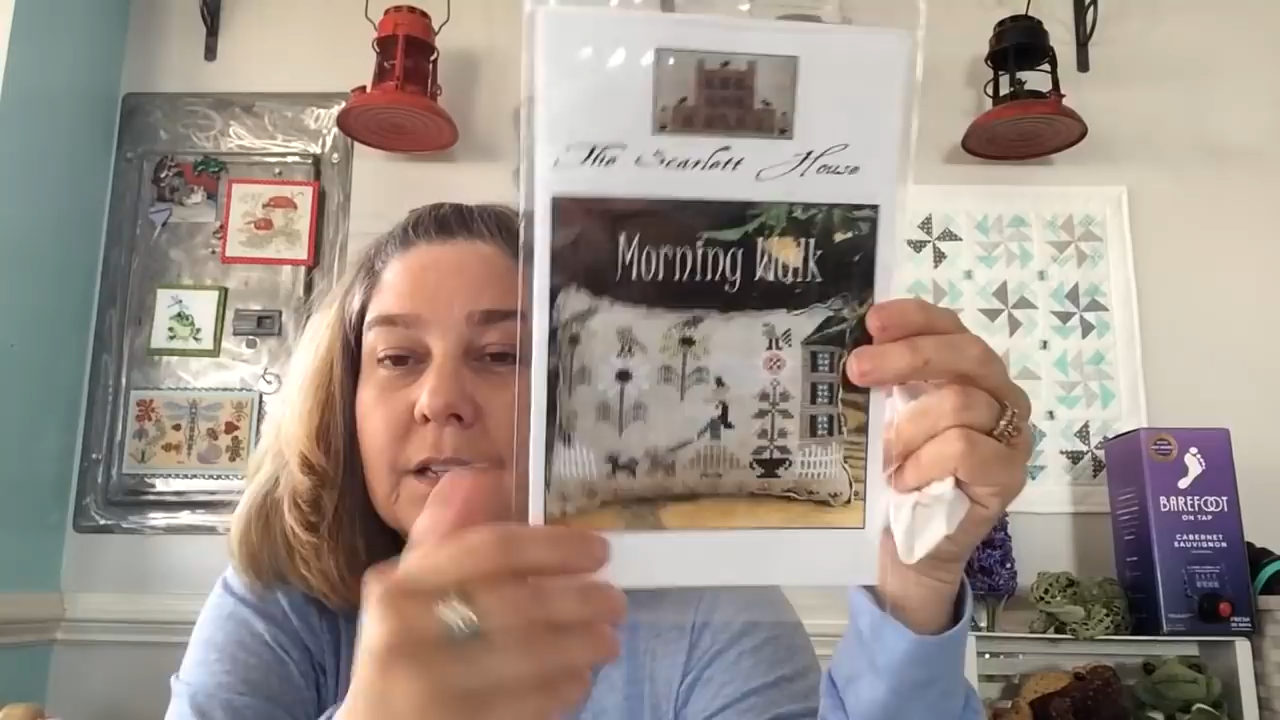 The Scarlett House
Morning Walk
BAREFOOT
ON TAP
CABERNET
SAUVIGNON